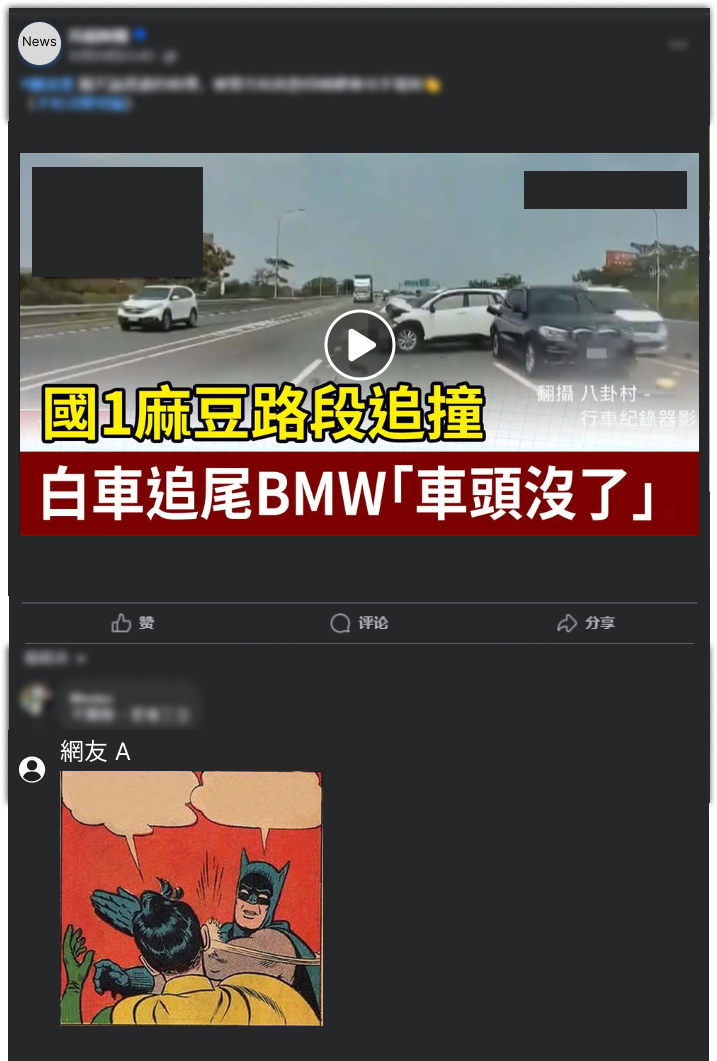 News
翻攝 八卦村 -
行車紀錄器影
國1麻豆路段追撞
白車追尾BMW「車頭沒了」
赞
评论
分享
網友 A